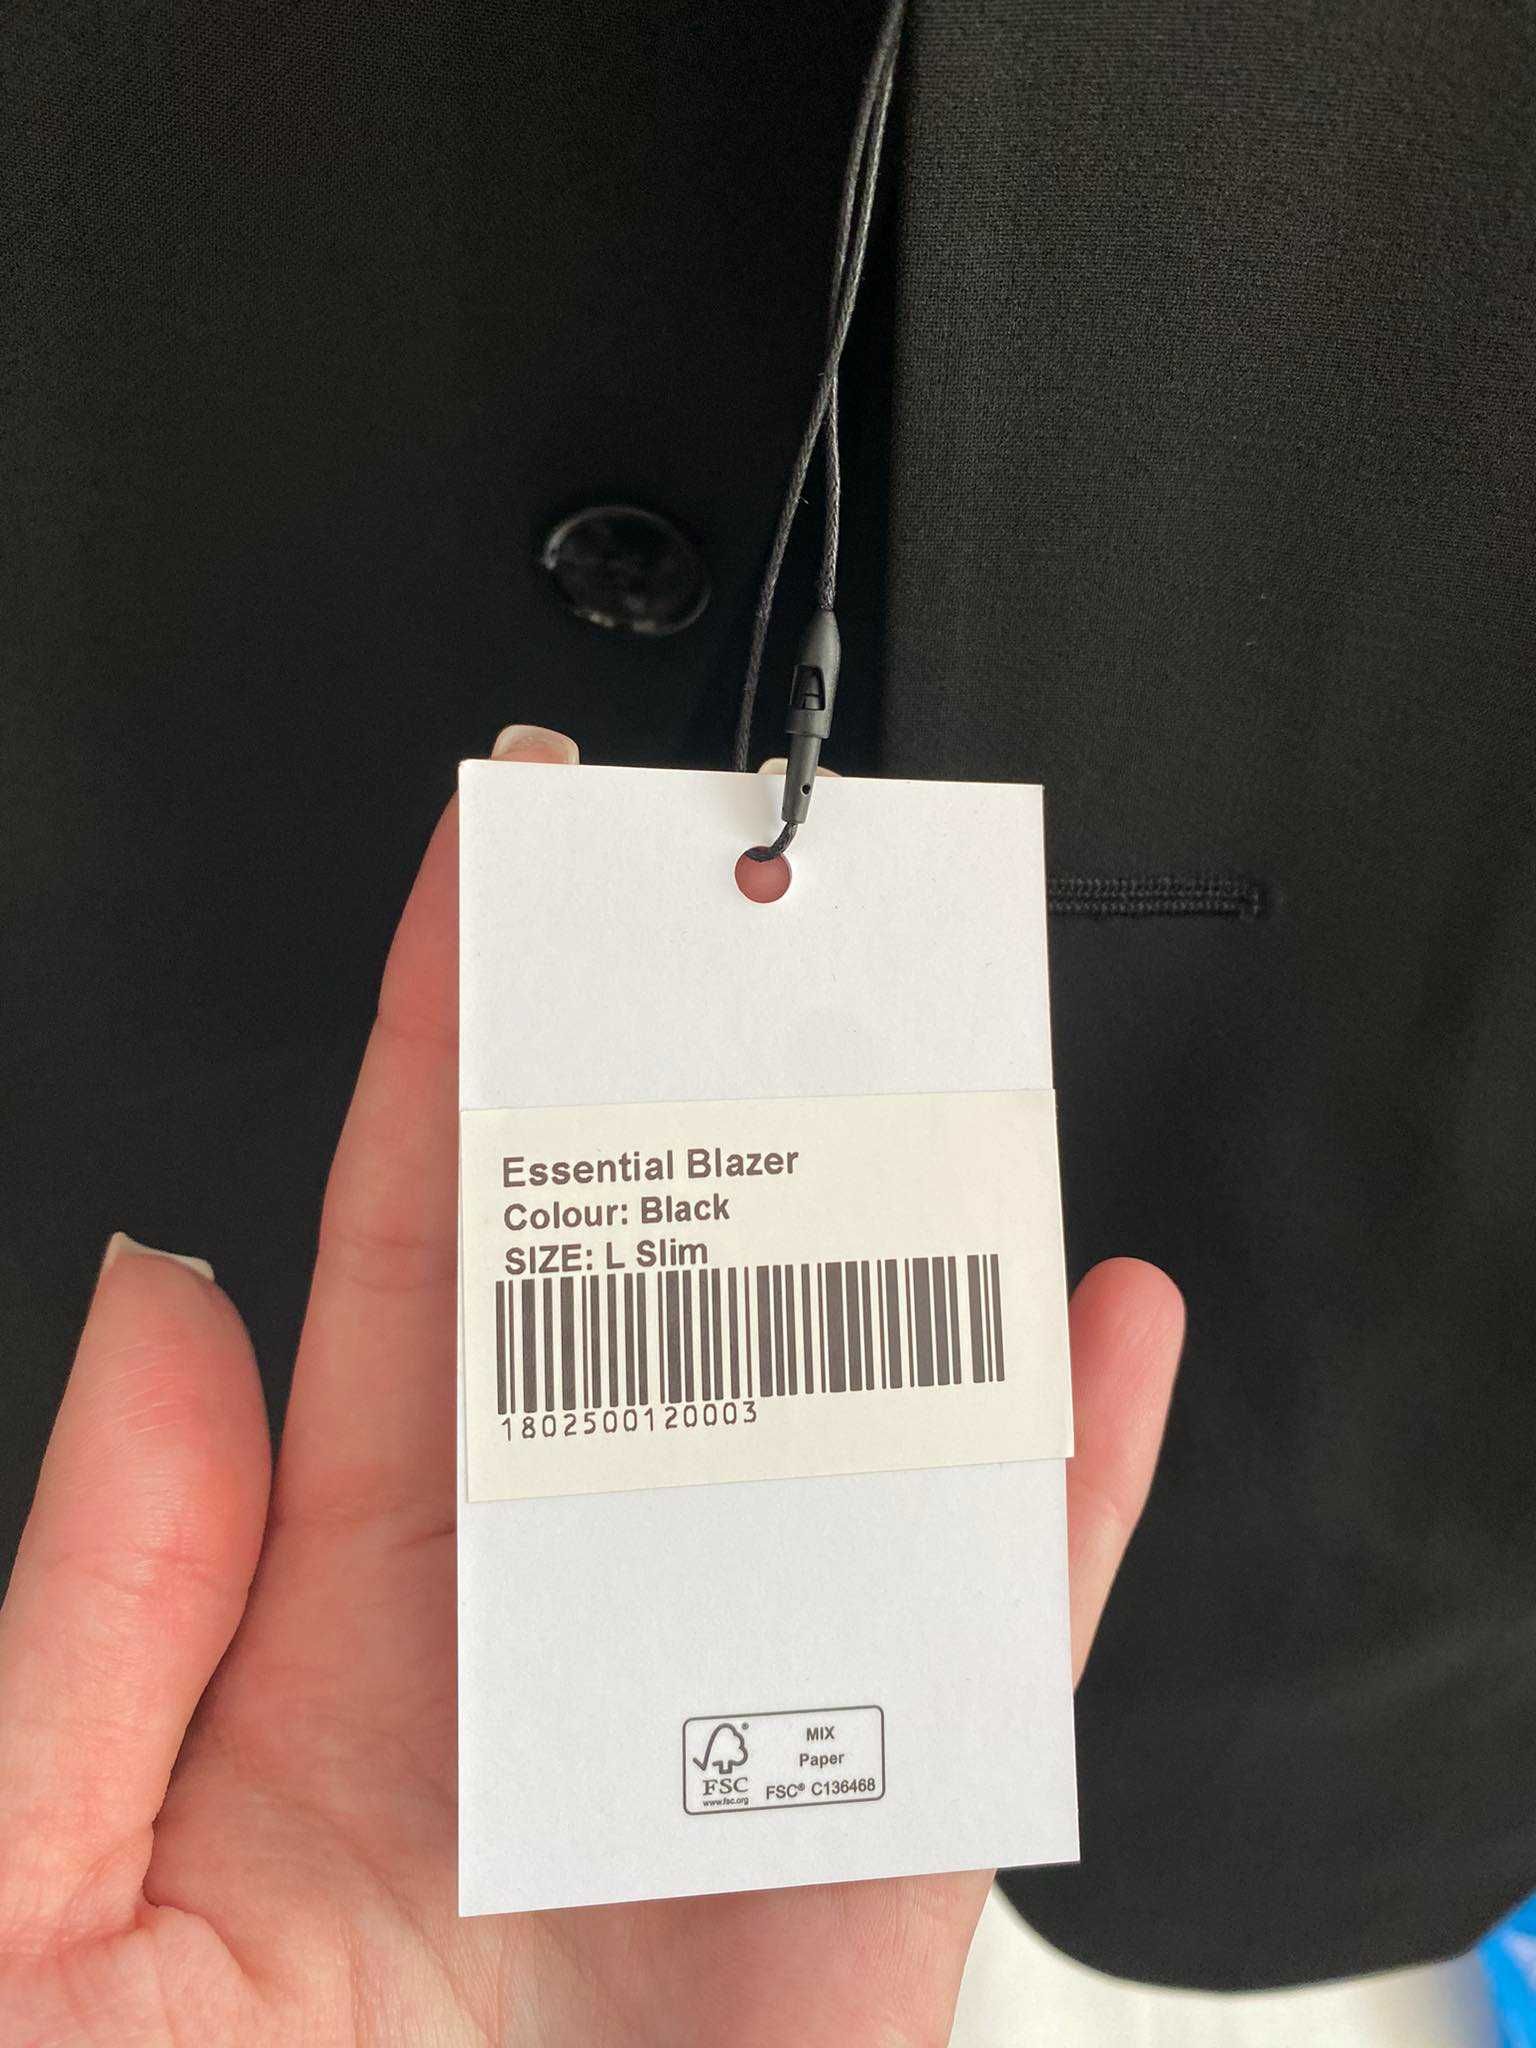 Essential Blazer
Colour: Black
SIZE: L Slim
1802500120003
FSC®
www.fsc.org
MIX
Paper
FSC® C136468